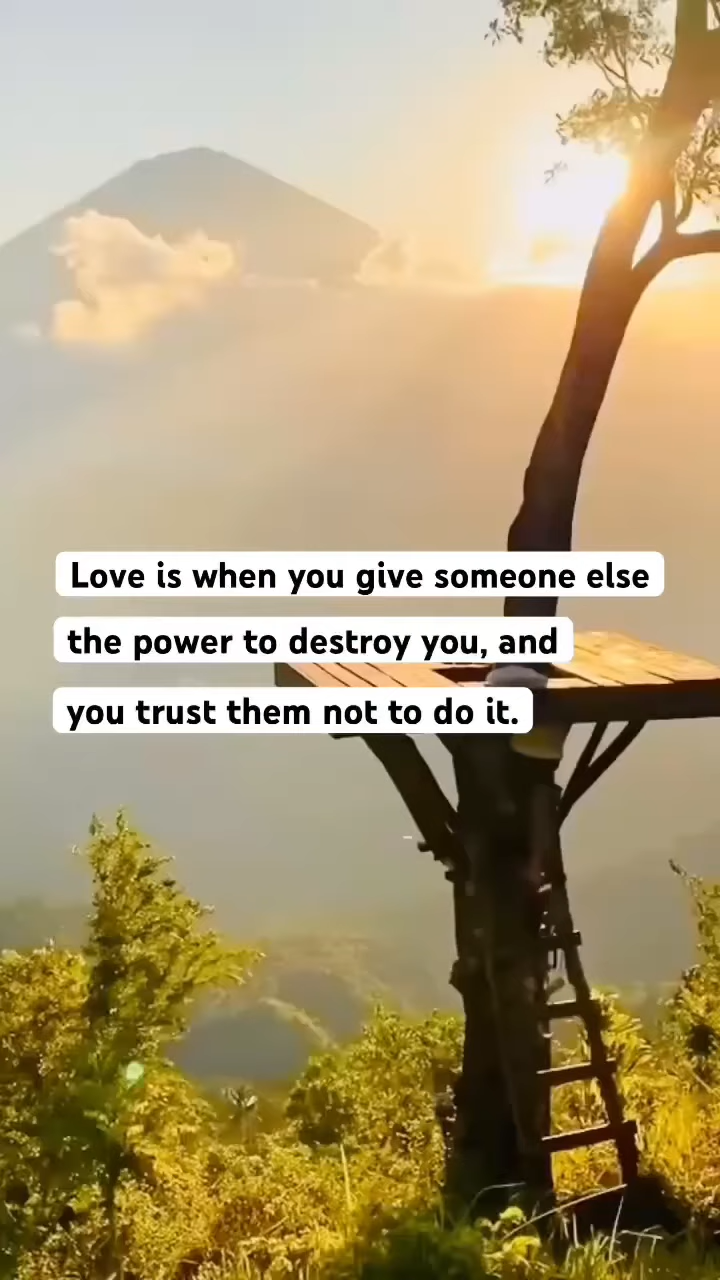 Love is when you give someone else
the power to destroy you, and
you trust them not to do it.